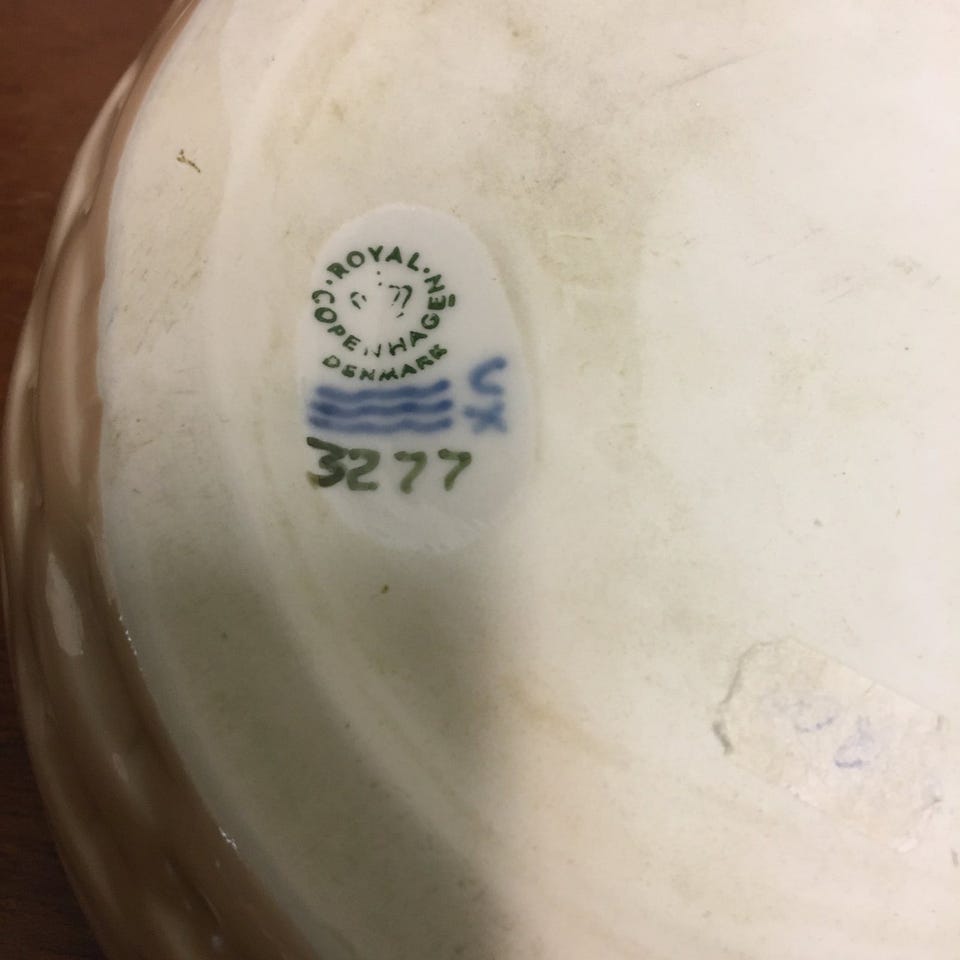 ROYAL
COPENHAGEN
DENMARK
3277